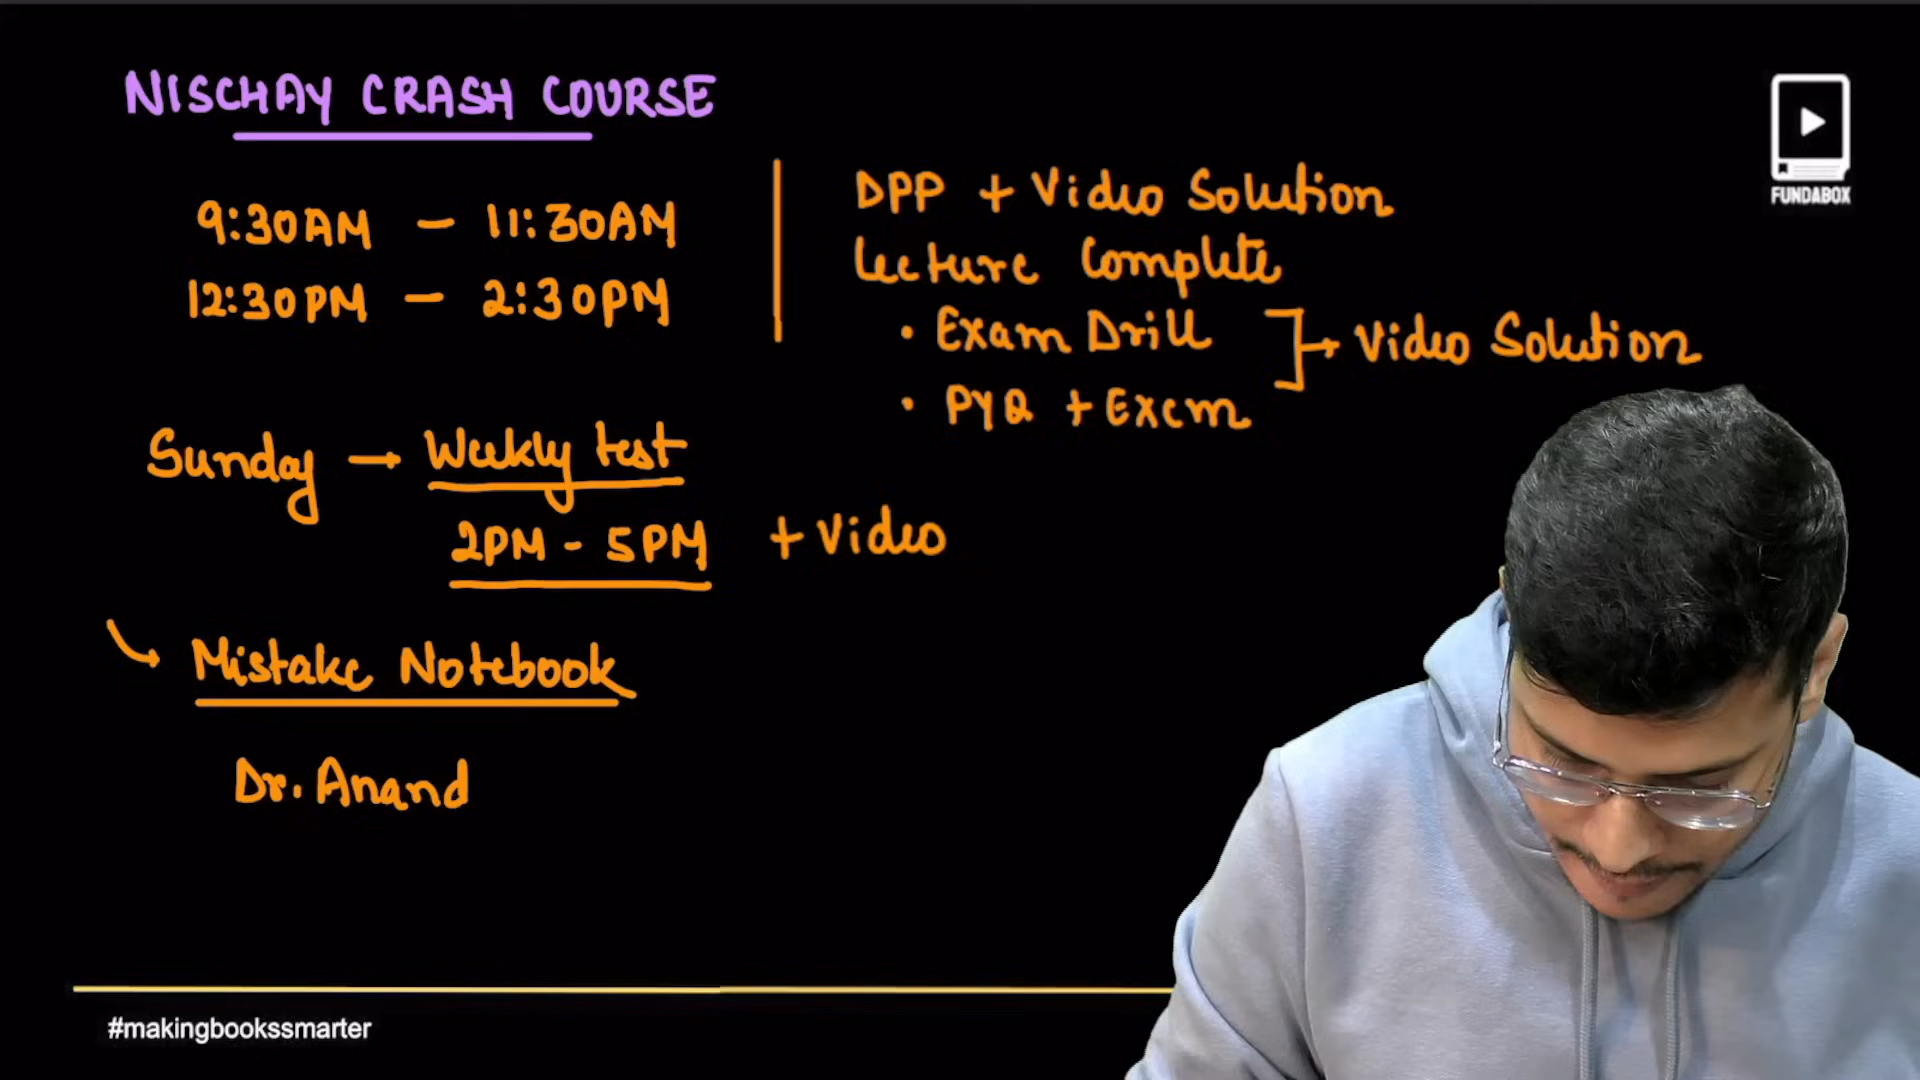 NISCHAY CRASH COURSE
9:30AM - 11:30AM
12:30PM - 2:30PM
DPP + Video Solution
Lecture Complete
• Exam Drill
• PYQ + Exem
→ Video Solution
Sunday → Weekly test
2PM - 5PM + Video
→ Mistake Notebook
Dr. Anand
FUNDABOX
#makingbookssmarter